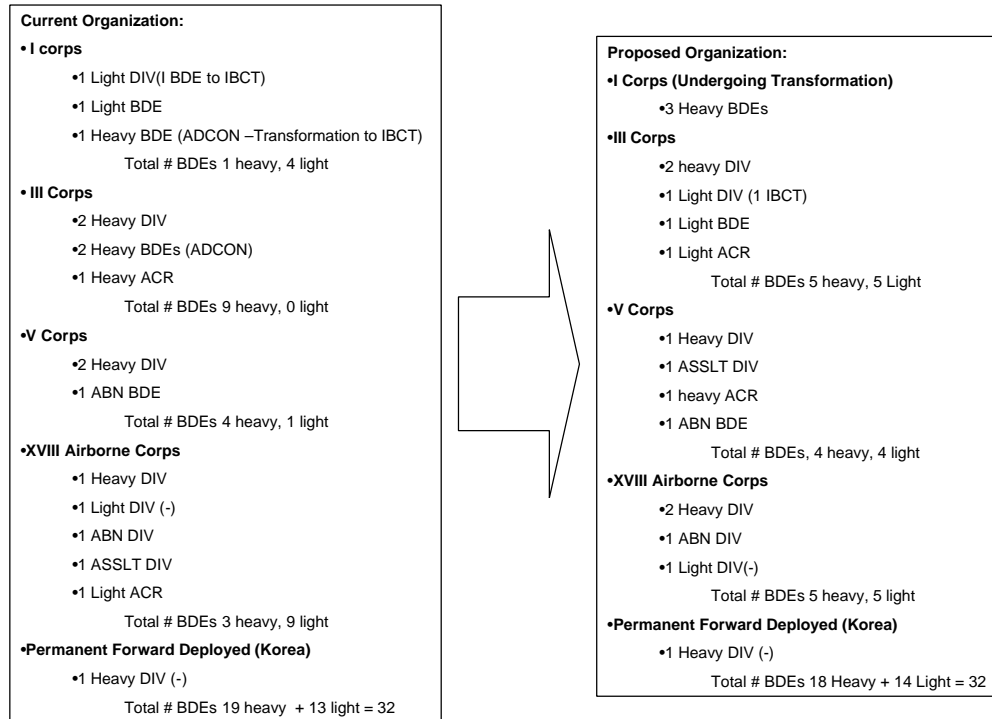 Current Organization:
• I corps
•1 Light DIV(I BDE to IBCT)
•1 Light BDE
•1 Heavy BDE (ADCON –Transformation to IBCT)
Total # BDEs 1 heavy, 4 light
• III Corps
•2 Heavy DIV
•2 Heavy BDEs (ADCON)
•1 Heavy ACR
Total # BDEs 9 heavy, 0 light
•V Corps
•2 Heavy DIV
•1 ABN BDE
Total # BDEs 4 heavy, 1 light
•XVIII Airborne Corps
•1 Heavy DIV
•1 Light DIV (-)
•1 ABN DIV
•1 ASSLT DIV
•1 Light ACR
Total # BDEs 3 heavy, 9 light
•Permanent Forward Deployed (Korea)
•1 Heavy DIV (-)
Total # BDEs 19 heavy + 13 light = 32
Proposed Organization:
•I Corps (Undergoing Transformation)
•3 Heavy BDEs
•III Corps
•2 heavy DIV
•1 Light DIV (1 IBCT)
•1 Light BDE
•1 Light ACR
Total # BDEs 5 heavy, 5 Light
•V Corps
•1 Heavy DIV
•1 ASSLT DIV
•1 heavy ACR
•1 ABN BDE
Total # BDEs, 4 heavy, 4 light
•XVIII Airborne Corps
•2 Heavy DIV
•1 ABN DIV
•1 Light DIV(-)
Total # BDEs 5 heavy, 5 light
•Permanent Forward Deployed (Korea)
•1 Heavy DIV (-)
Total # BDEs 18 Heavy + 14 Light = 32